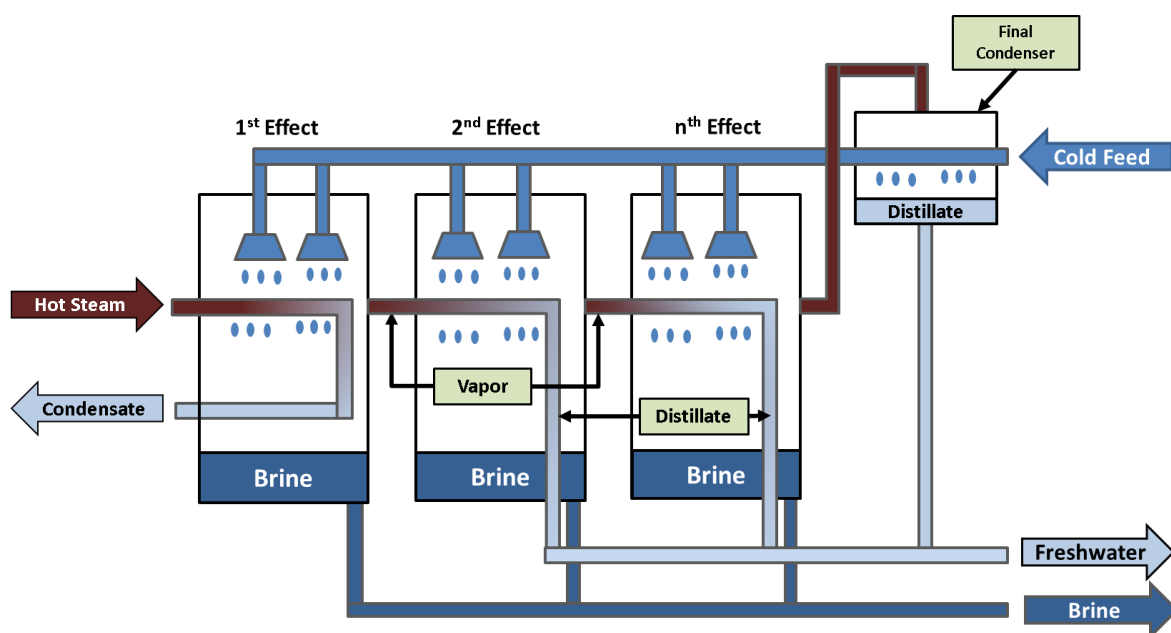 Final
Condenser
1st Effect
2nd Effect
nth Effect
Cold Feed
Distillate
Hot Steam
Vapor
Condensate
Distillate
Brine
Brine
Brine
Freshwater
Brine